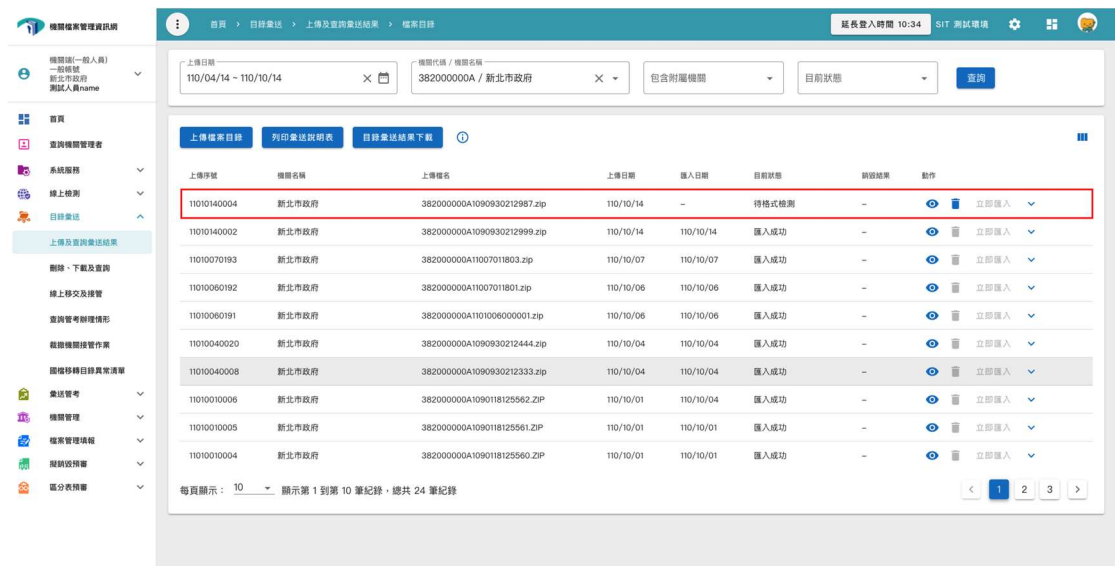 機關檔案管理資訊網
首頁 > 目錄彙送 > 上傳及查詢彙送結果 > 檔案目錄
延長登入時間 10:34
SIT 測試環境
機關端(一般人員)
一般帳號
新北市政府
測試人員name
首頁
查詢機關管理者
系統服務
線上檢測
目錄彙送
上傳及查詢彙送結果
刪除、下載及查詢
線上移交及接管
查詢管考辦理情形
裁撤機關接管作業
國檔移轉目錄異常清單
彙送管考
機關管理
檔案管理填報
擬銷毀預審
區分表預審
上傳日期
110/04/14 ~ 110/10/14
機關代碼 / 機關名稱
382000000A / 新北市政府
包含附屬機關
目前狀態
查詢
上傳檔案目錄 列印彙送說明表 目錄彙送結果下載
上傳序號 機關名稱 上傳檔名 上傳日期 匯入日期 目前狀態 銷毀結果 動作
11010140004 新北市政府 382000000A1090930212987.zip 110/10/14 – 待格式檢測 – 立即匯入
11010140002 新北市政府 382000000A1090930212999.zip 110/10/14 110/10/14 匯入成功 – 立即匯入
11010070193 新北市政府 382000000A11007011803.zip 110/10/07 110/10/07 匯入成功 – 立即匯入
11010060192 新北市政府 382000000A11007011801.zip 110/10/06 110/10/06 匯入成功 – 立即匯入
11010060191 新北市政府 382000000A1101006000001.zip 110/10/06 110/10/06 匯入成功 – 立即匯入
11010040020 新北市政府 382000000A1090930212444.zip 110/10/04 110/10/04 匯入成功 – 立即匯入
11010040008 新北市政府 382000000A1090930212333.zip 110/10/04 110/10/04 匯入成功 – 立即匯入
11010010006 新北市政府 382000000A1090118125562.ZIP 110/10/01 110/10/04 匯入成功 – 立即匯入
11010010005 新北市政府 382000000A1090118125561.ZIP 110/10/01 110/10/01 匯入成功 – 立即匯入
11010010004 新北市政府 382000000A1090118125560.ZIP 110/10/01 110/10/01 匯入成功 – 立即匯入
每頁顯示： 10 顯示第 1 到第 10 筆紀錄，總共 24 筆紀錄
< 1 2 3 >